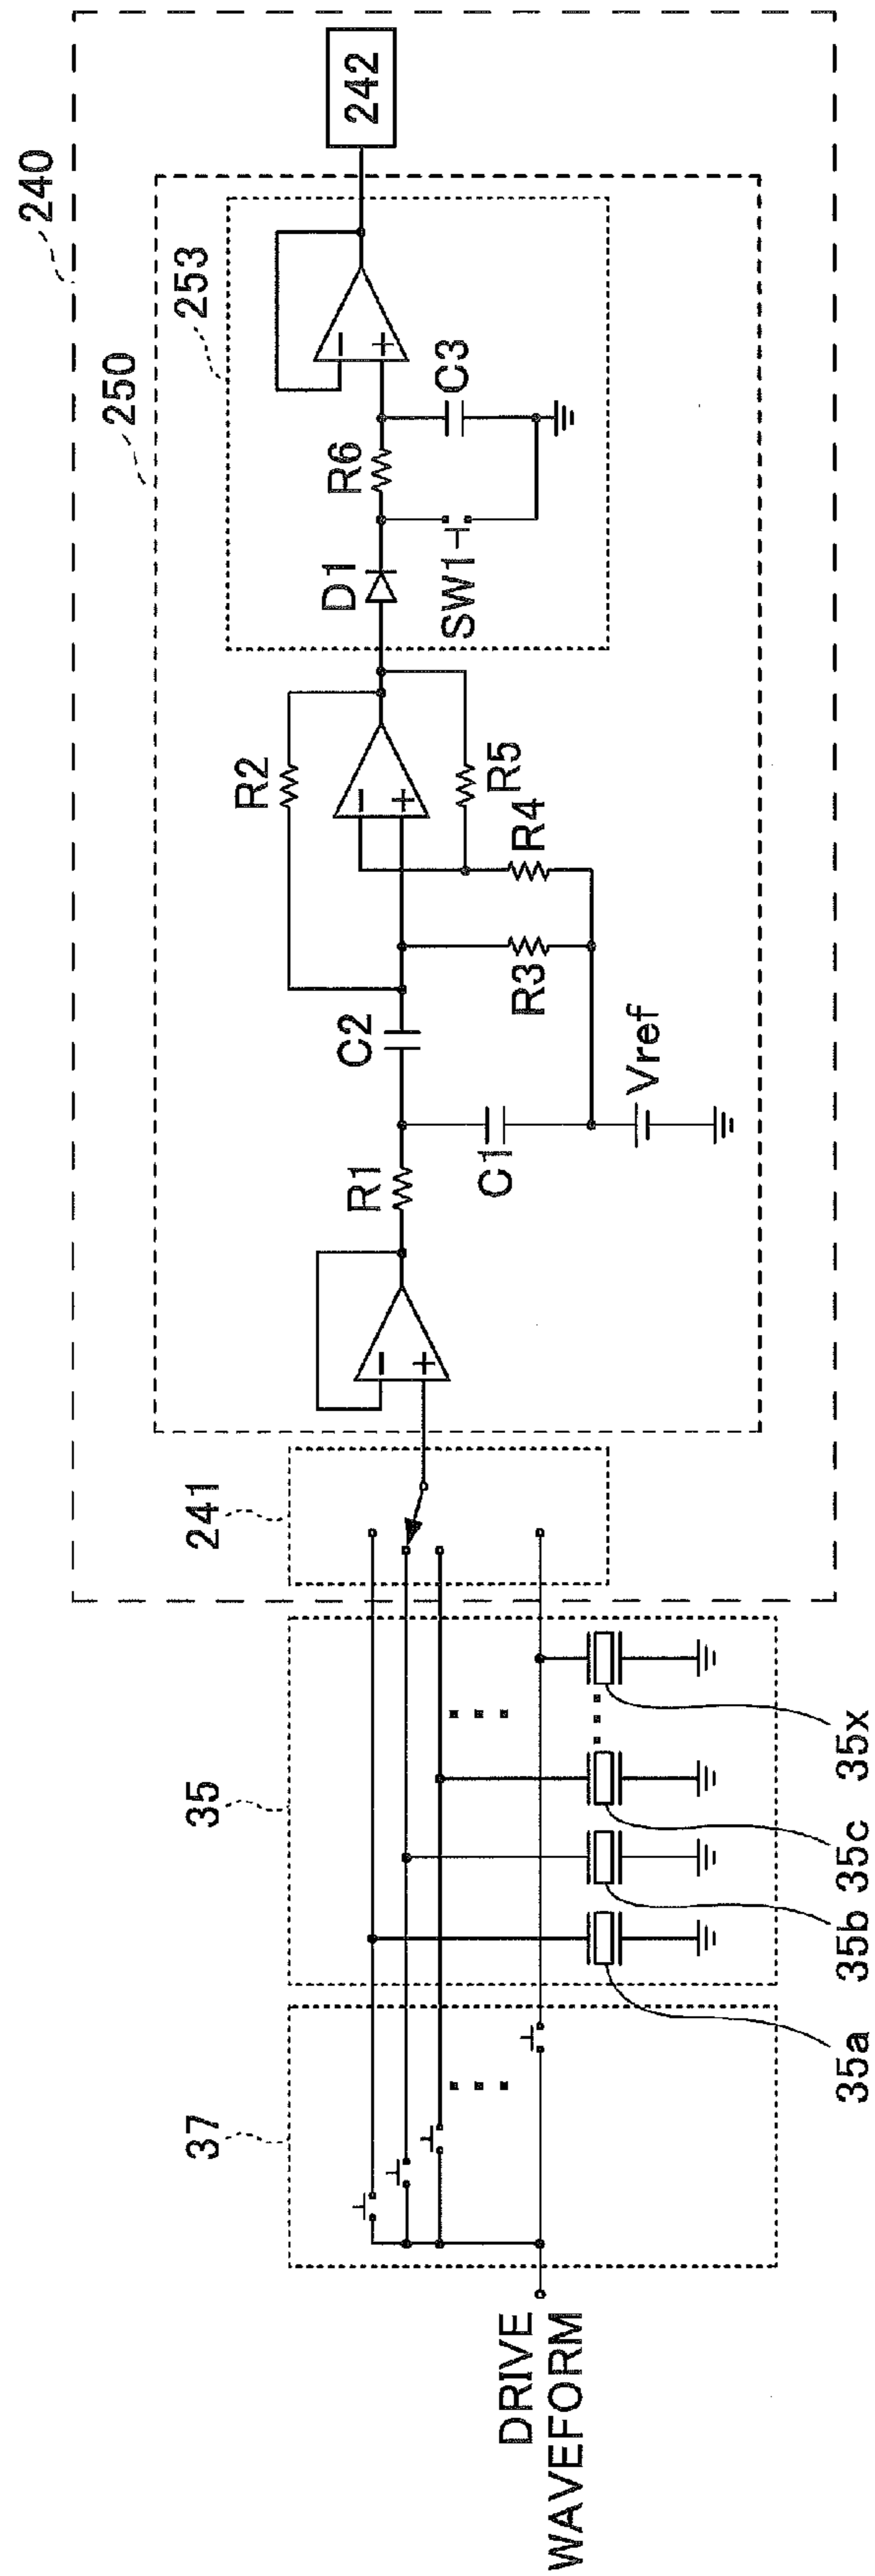 240
250
253
242
D1
R6
C3
SW1
R2
R5
R4
R3
C2
R1
C1
Vref
−
+
−
+
−
+
241
35
37
35a
35b
35c
35x
DRIVE
WAVEFORM